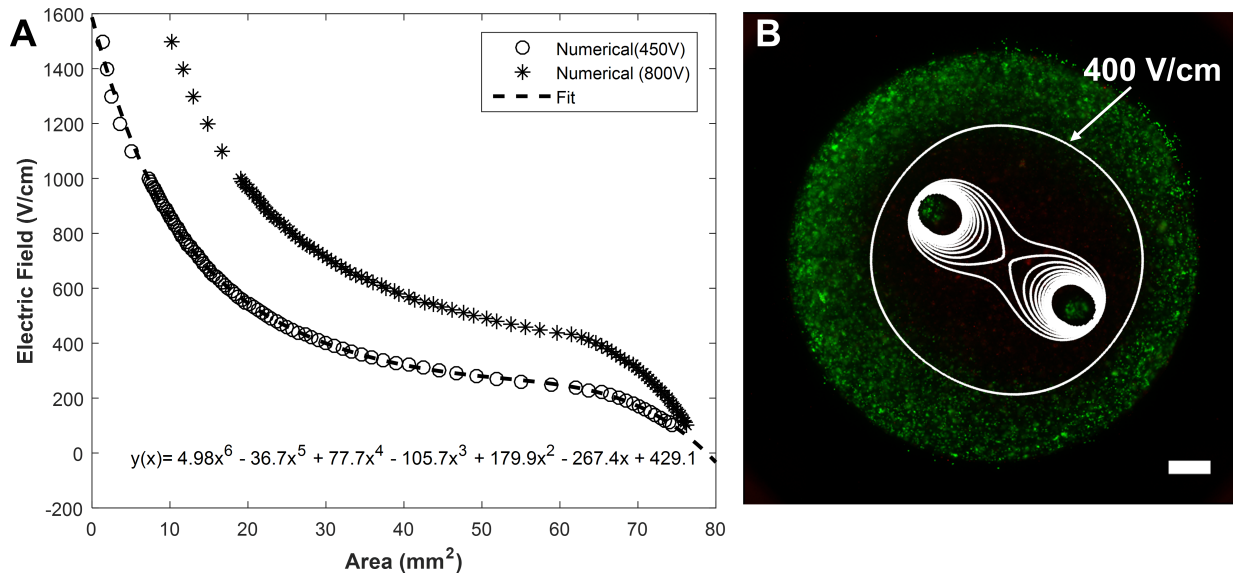 A
1600
1400
1200
1000
800
600
400
200
0
-200
Electric Field (V/cm)
Numerical(450V)
Numerical (800V)
Fit
y(x)= 4.98x^6 - 36.7x^5 + 77.7x^4 - 105.7x^3 + 179.9x^2 - 267.4x + 429.1
0 10 20 30 40 50 60 70 80
Area (mm^2)
B
400 V/cm